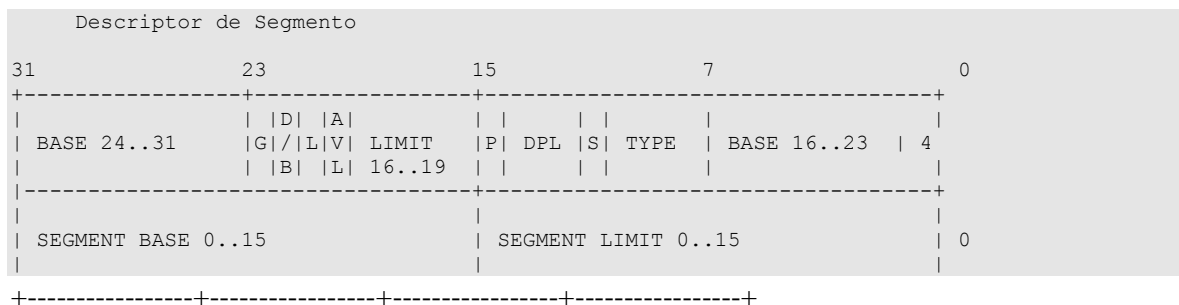 Descriptor de Segmento
31 23 15 7 0
+-----------------+-----------------+-----------------------------------+
| | |D| |A| | | | | | |
| BASE 24..31 |G|/|L|V| LIMIT |P| DPL |S| TYPE | BASE 16..23 | 4
| | |B| |L| 16..19 | | | | | |
|-----------------------------------+-----------------------------------+
| | |
| SEGMENT BASE 0..15 | SEGMENT LIMIT 0..15 | 0
| | |
+-----------------+-----------------+-----------------+-----------------+